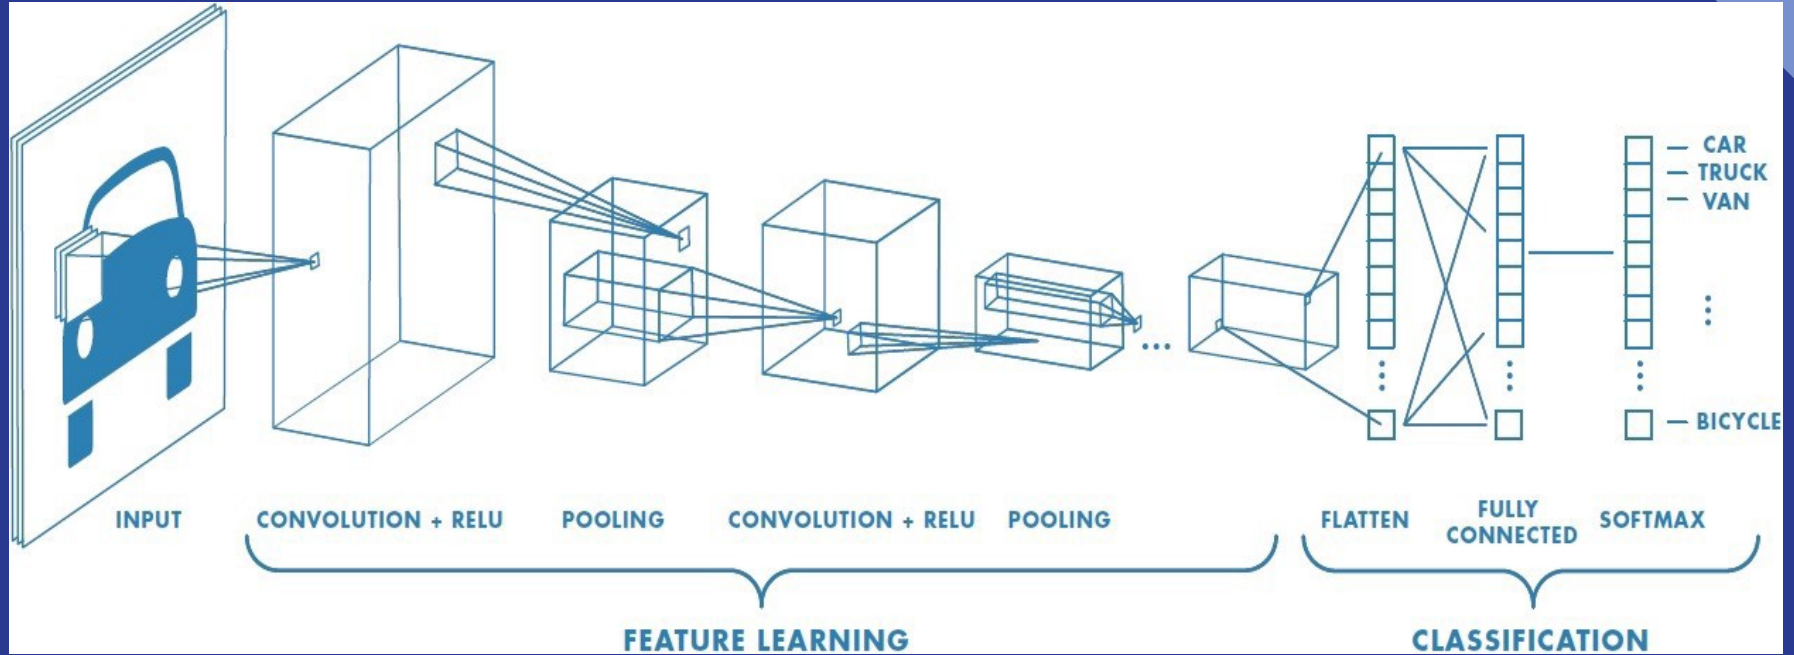 CAR
TRUCK
VAN
BICYCLE
INPUT
CONVOLUTION + RELU
POOLING
CONVOLUTION + RELU
POOLING
FLATTEN
FULLY
CONNECTED
SOFTMAX
FEATURE LEARNING
CLASSIFICATION